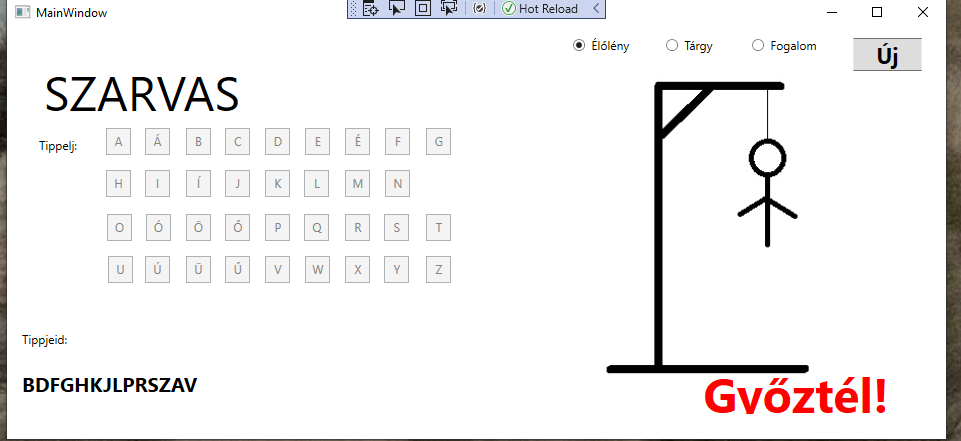 MainWindow
Hot Reload
Élőlény Tárgy Fogalom Új
SZARVAS
Tippelj:
A Á B C D E É F G
H I Í J K L M N
O Ó Ö Ő P Q R S T
U Ú Ü Ű V W X Y Z
Tippjeid:
BDFGHKJLPRSZAV
Győztél!